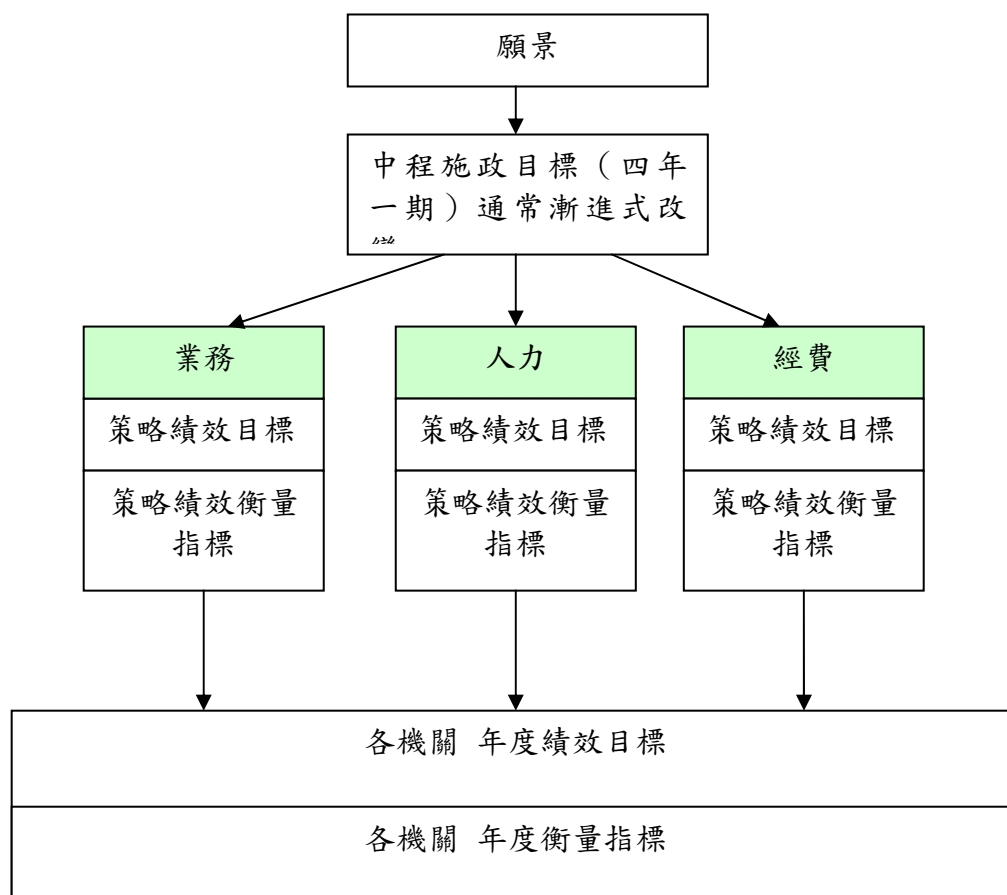 願景
中程施政目標（四年
一期）通常漸進式改
業務
人力
經費
策略績效目標
策略績效目標
策略績效目標
策略績效衡量
指標
策略績效衡量
指標
策略績效衡量
指標
各機關 年度績效目標
各機關 年度衡量指標